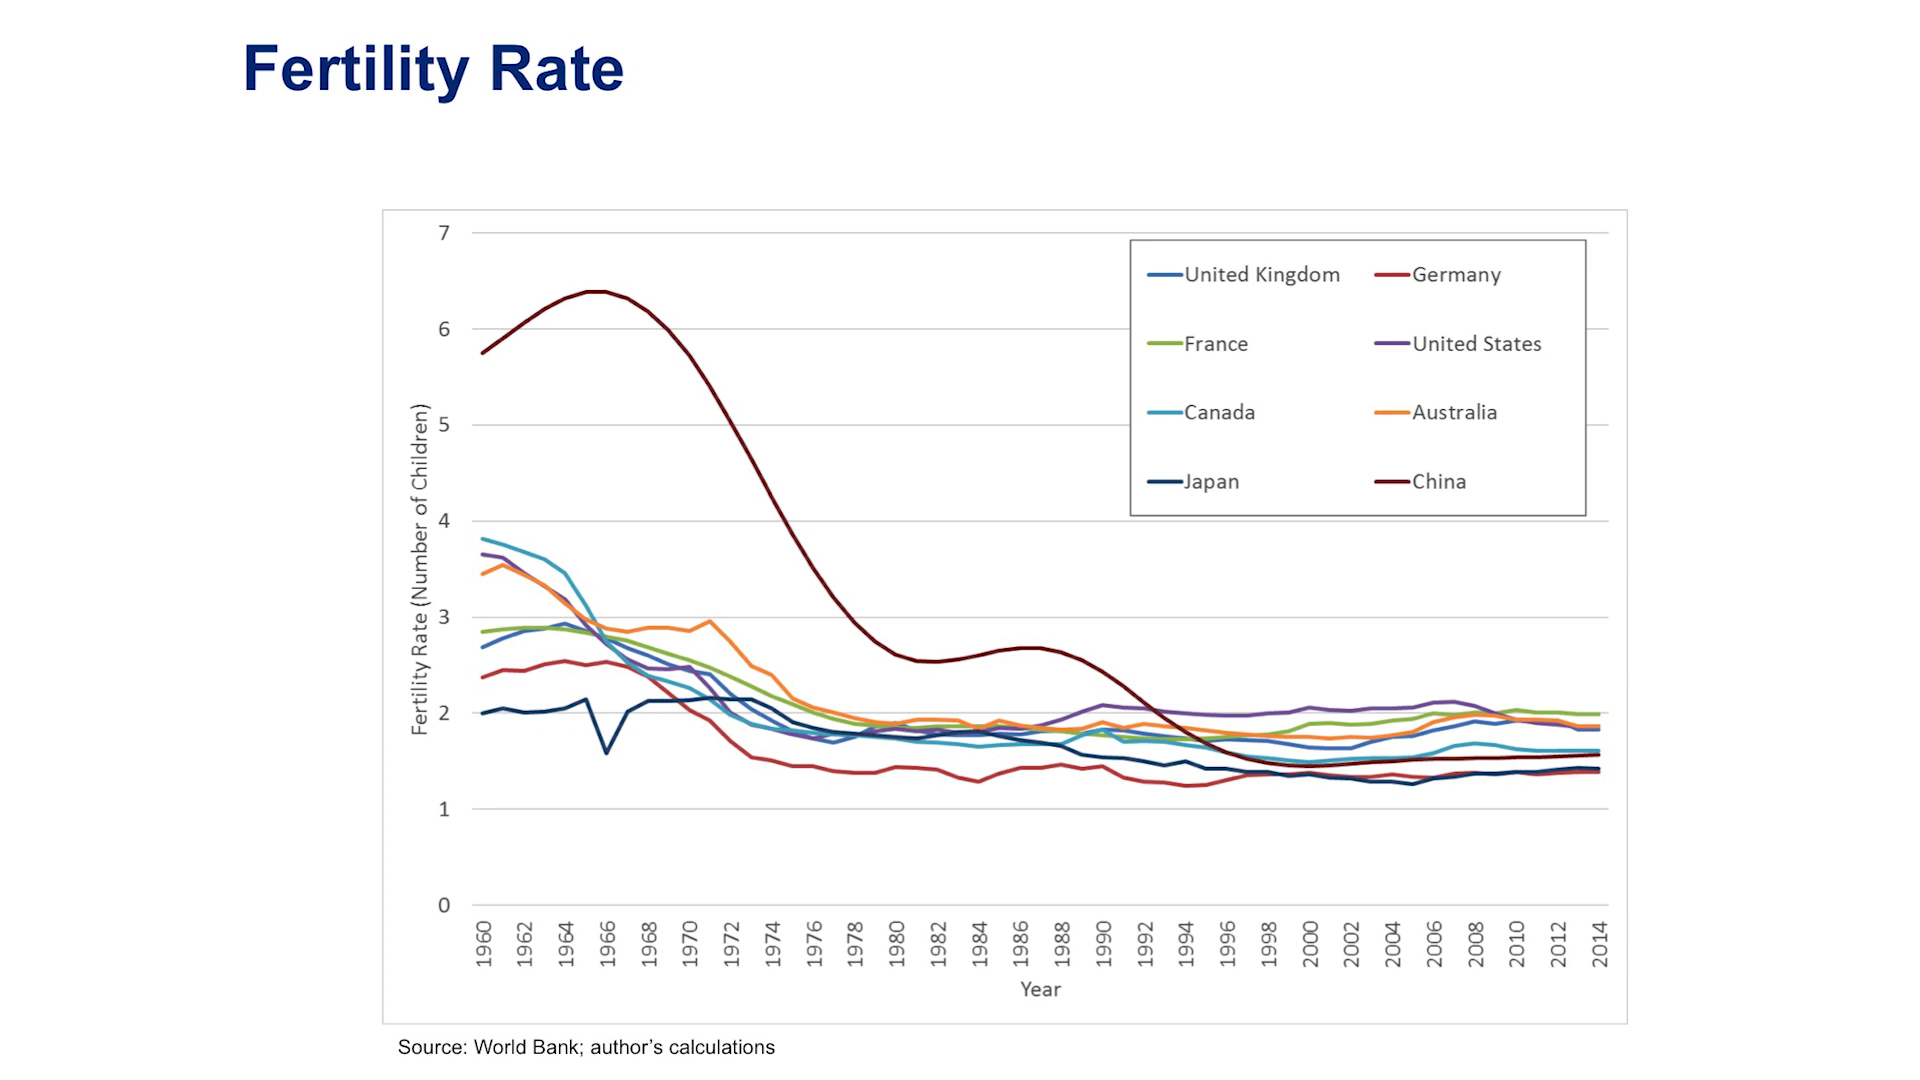 Fertility Rate
7
6
5
4
3
2
1
0
Fertility Rate (Number of Children)
United Kingdom
Germany
France
United States
Canada
Australia
Japan
China
1960 1962 1964 1966 1968 1970 1972 1974 1976 1978 1980 1982 1984 1986 1988 1990 1992 1994 1996 1998 2000 2002 2004 2006 2008 2010 2012 2014
Year
Source: World Bank; author’s calculations